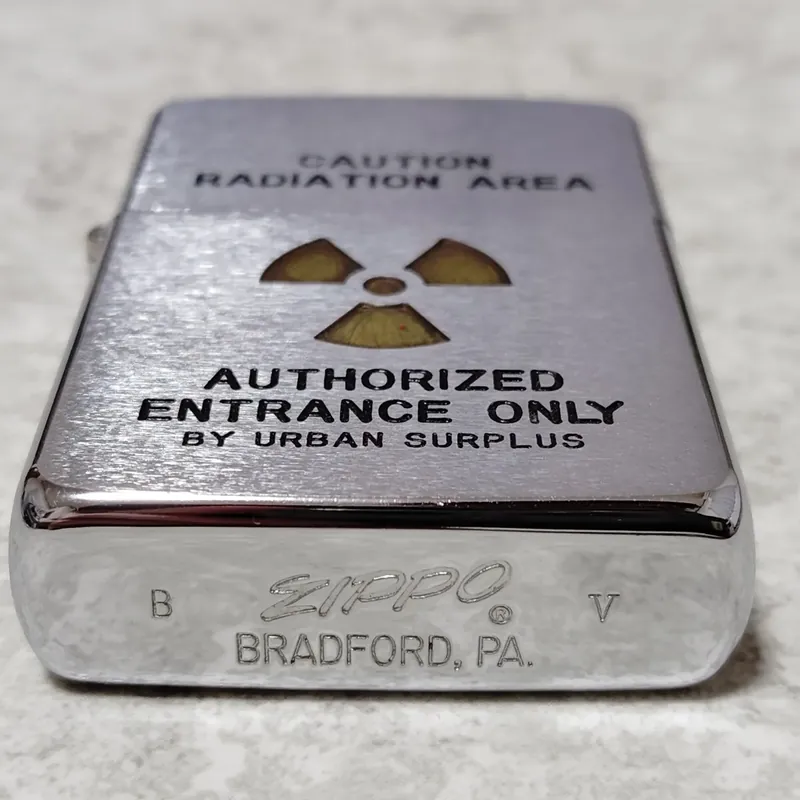 CAUTION
RADIATION AREA
AUTHORIZED
ENTRANCE ONLY
BY URBAN SURPLUS
B ZIPPO ® V
BRADFORD, PA.